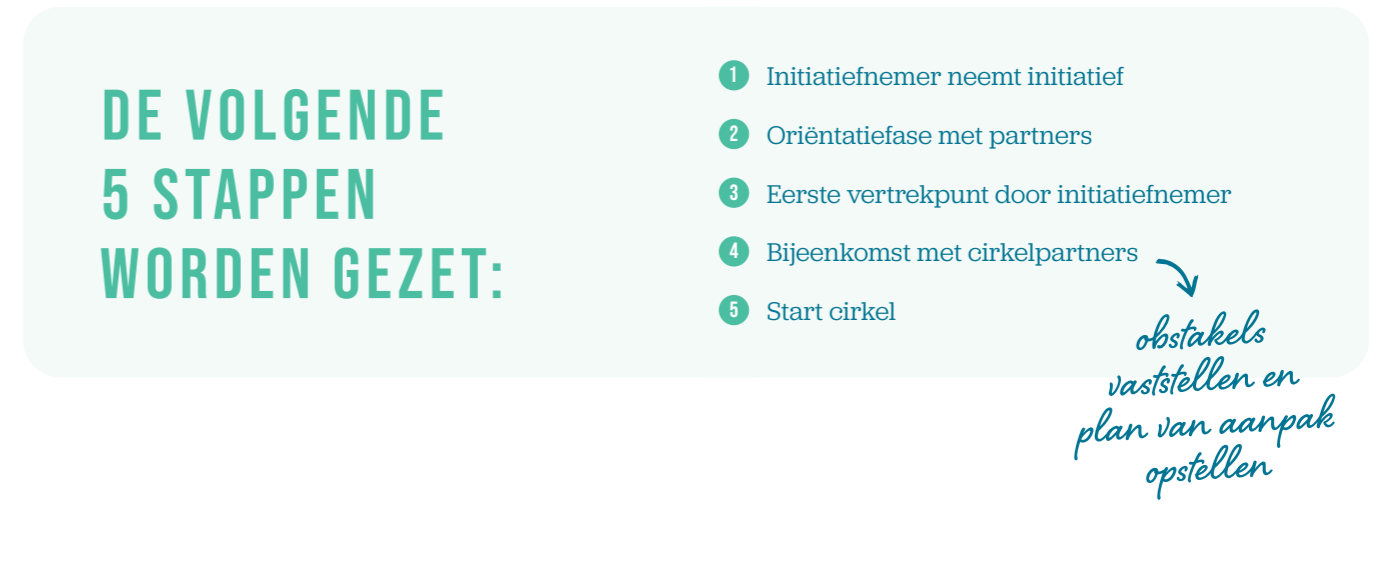 DE VOLGENDE
5 STAPPEN
WORDEN GEZET:
1 Initiatiefnemer neemt initiatief
2 Oriëntatiefase met partners
3 Eerste vertrekpunt door initiatiefnemer
4 Bijeenkomst met cirkelpartners
5 Start cirkel
obstakels
vaststellen en
plan van aanpak
opstellen